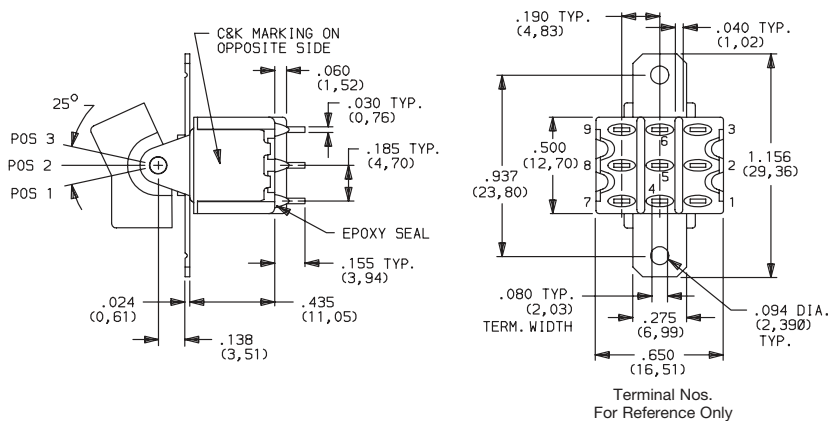 C&K MARKING ON
OPPOSITE SIDE
.060
(1,52)
.030 TYP.
(0,76)
25°
POS 3
POS 2
POS 1
.185 TYP.
(4,70)
EPOXY SEAL
.155 TYP.
(3,94)
.024
(0,61)
.435
(11,05)
.138
(3,51)
.190 TYP.
(4,83)
.040 TYP.
(1,02)
9
6
3
.500
(12,70)
8
5
2
1.156
(29,36)
.937
(23,80)
7
4
1
.080 TYP.
(2,03)
TERM. WIDTH
.275
(6,99)
.094 DIA.
(2,390)
TYP.
.650
(16,51)
Terminal Nos.
For Reference Only